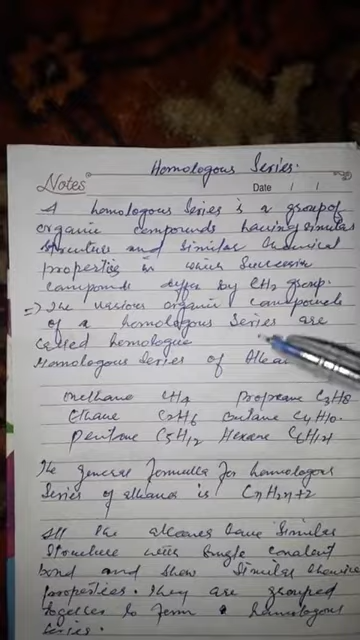 Homologous Series.
Notes
Date / /
A homologous Series is a group of
organic compounds having similar
structure and similar chemical
properties in which Successive
compounds differ by CH2 group.
=> The various organic compounds
of a homologous Series are
called homologue
Homologous Series of Alkan
Methane CH4 Propane C3H8
Ethane C2H6 Butane C4H10
Pentane C5H12 Hexane C6H14
The general formula for homologous
Series of alkanes is CnH2n+2
All the alkanes have similar
Structure with single covalent
bond and show similar chemical
properties. They are grouped
together to form a homologous
series.